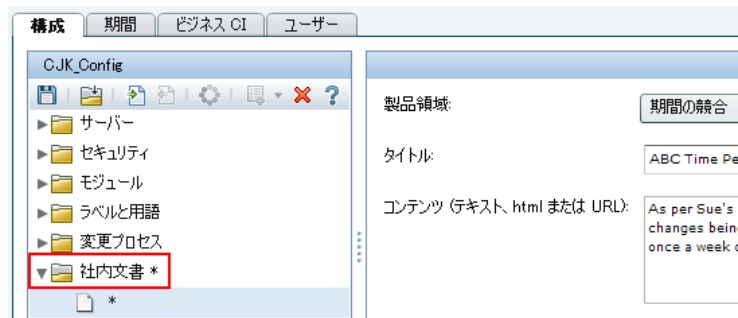 構成 期間 ビジネス CI ユーザー
CJK_Config
サーバー
セキュリティ
モジュール
ラベルと用語
変更プロセス
社内文書 *
*
製品領域: 期間の競合
タイトル: ABC Time Pe
コンテンツ (テキスト、html または URL): As per Sue's
changes bein
once a week